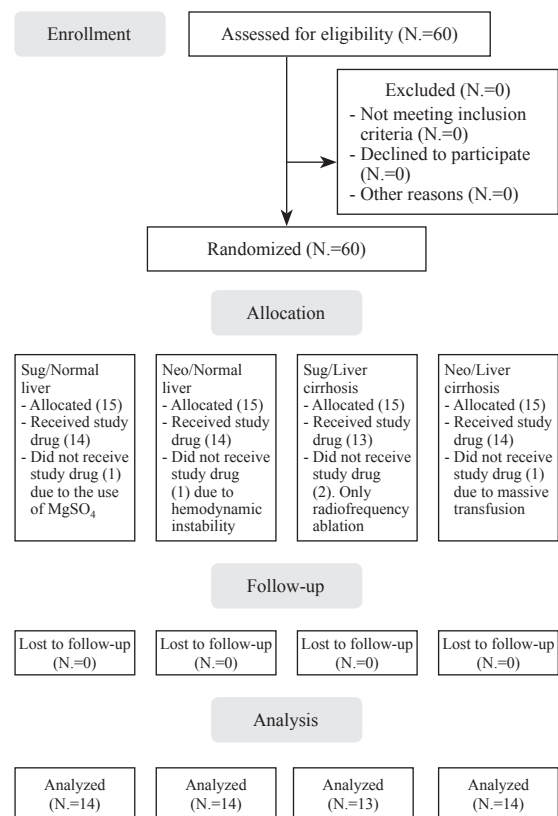 Enrollment
Assessed for eligibility (N.=60)
Excluded (N.=0)
- Not meeting inclusion
criteria (N.=0)
- Declined to participate
(N.=0)
- Other reasons (N.=0)
Randomized (N.=60)
Allocation
Sug/Normal
liver
- Allocated (15)
- Received study
drug (14)
- Did not receive
study drug (1)
due to the use
of MgSO₄
Neo/Normal
liver
- Allocated (15)
- Received study
drug (14)
- Did not receive
study drug
(1) due to
hemodynamic
instability
Sug/Liver
cirrhosis
- Allocated (15)
- Received study
drug (13)
- Did not receive
study drug
(2). Only
radiofrequency
ablation
Neo/Liver
cirrhosis
- Allocated (15)
- Received study
drug (14)
- Did not receive
study drug (1)
due to massive
transfusion
Follow-up
Lost to follow-up
(N.=0)
Lost to follow-up
(N.=0)
Lost to follow-up
(N.=0)
Lost to follow-up
(N.=0)
Analysis
Analyzed
(N.=14)
Analyzed
(N.=14)
Analyzed
(N.=13)
Analyzed
(N.=14)